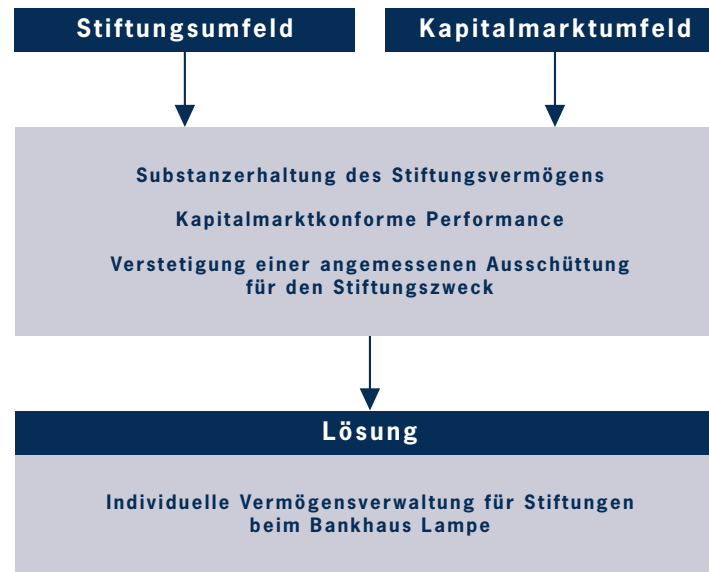 Stiftungsumfeld
Kapitalmarktumfeld
Substanzerhaltung des Stiftungsvermögens
Kapitalmarktkonforme Performance
Verstetigung einer angemessenen Ausschüttung
für den Stiftungszweck
Lösung
Individuelle Vermögensverwaltung für Stiftungen
beim Bankhaus Lampe